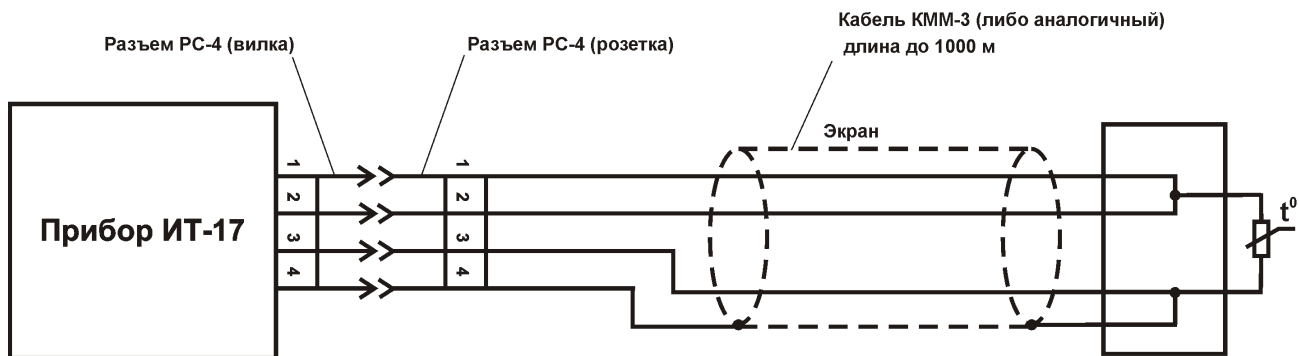 Кабель КММ-3 (либо аналогичный)
длина до 1000 м
Разъем РС-4 (вилка)
Разъем РС-4 (розетка)
Экран
Прибор ИТ-17
1
2
3
4
1
2
3
4
t⁰